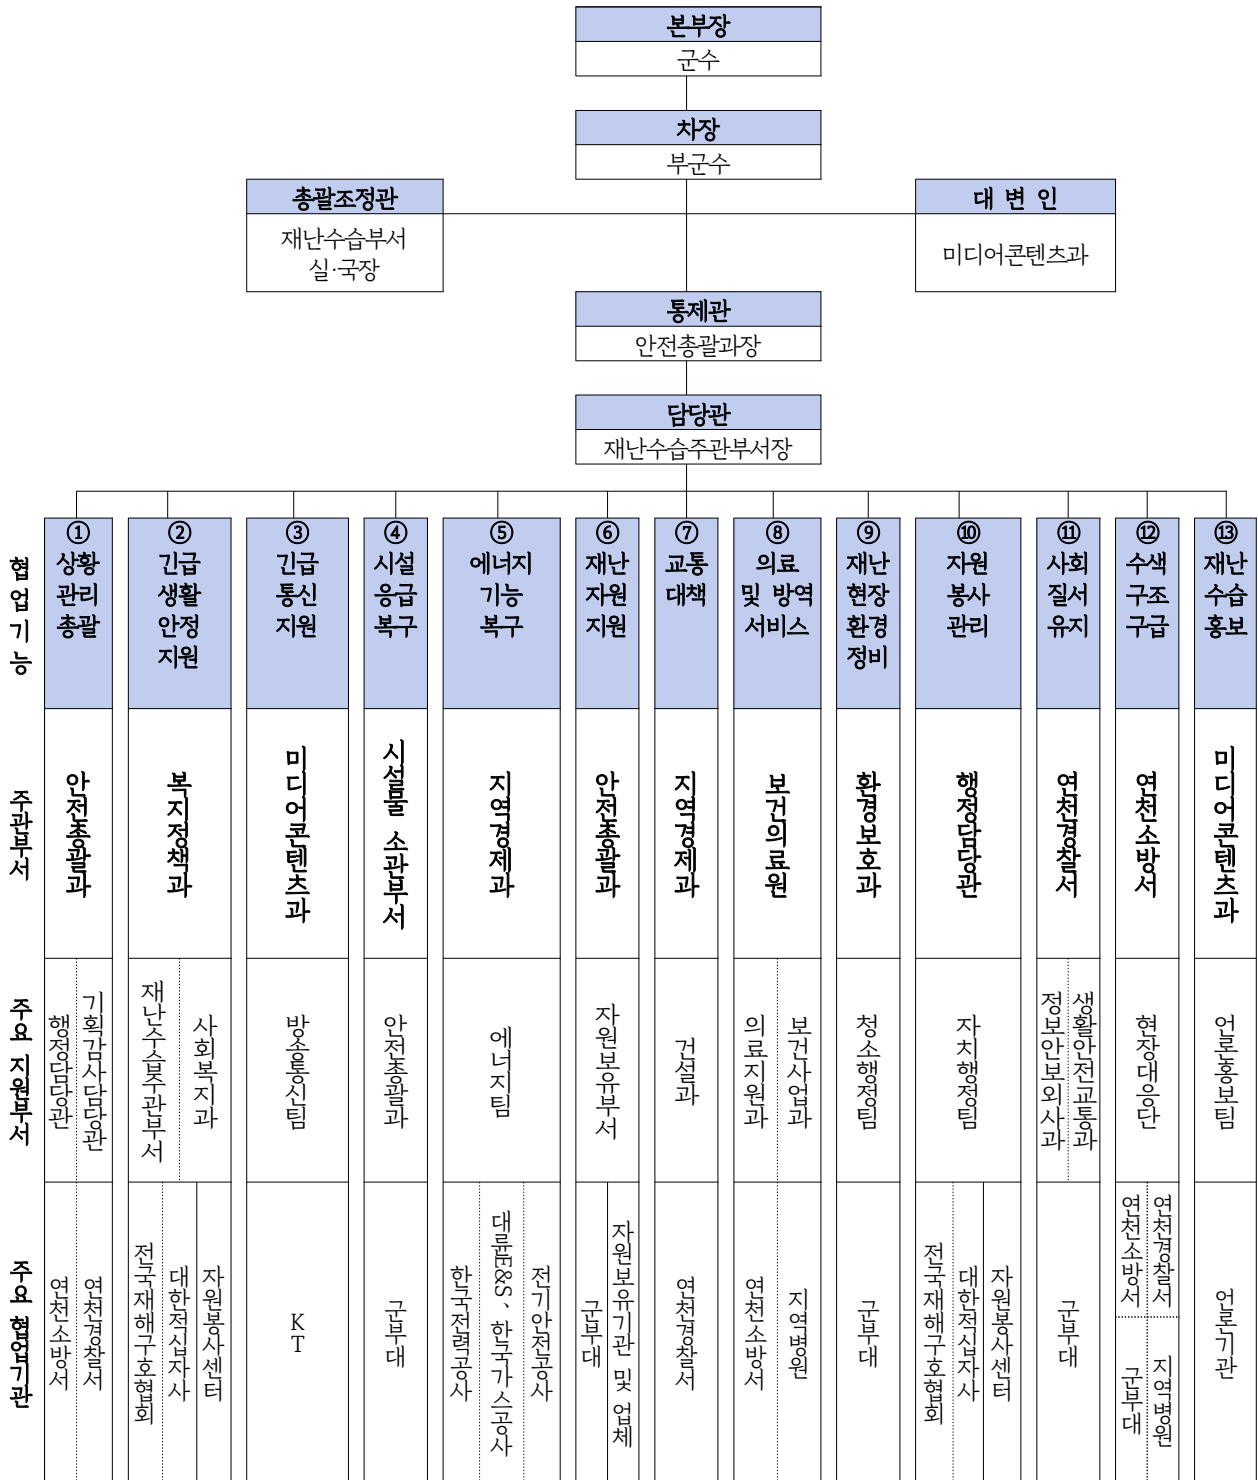 본부장
군수
차장
부군수
총괄조정관
재난수습부서
실·국장
대 변 인
미디어콘텐츠과
통제관
안전총괄과장
담당관
재난수습주관부서장
협업기능
①
상황
관리
총괄
②
긴급
생활
안정
지원
③
긴급
통신
지원
④
시설
응급
복구
⑤
에너지
기능
복구
⑥
재난
자원
지원
⑦
교통
대책
⑧
의료
및 방역
서비스
⑨
재난
현장
환경
정비
⑩
자원
봉사
관리
⑪
사회
질서
유지
⑫
수색
구조
구급
⑬
재난
수습
홍보
주관부서
안전총괄과
복지정책과
미디어콘텐츠과
시설물 소관부서
지역경제과
안전총괄과
지역경제과
보건의료원
환경보호과
행정담당관
연천경찰서
연천소방서
미디어콘텐츠과
주요 지원부서
행정담당관
기획감사담당관
재난수습주관부서
사회복지과
방송통신팀
안전총괄과
에너지팀
자원보유부서
건설과
의료지원과
보건사업과
청소행정팀
자치행정팀
정보안보외사과
생활안전교통과
현장대응단
언론홍보팀
주요 협업기관
연천소방서
연천경찰서
전국재해구호협회
대한적십자사
자원봉사센터
KT
군부대
한국전력공사
대륜E&S、한국가스공사
전기안전공사
군부대
자원보유기관 및 업체
연천경찰서
연천소방서
지역병원
군부대
전국재해구호협회
대한적십자사
자원봉사센터
군부대
연천소방서
연천경찰서
군부대
지역병원
언론기관